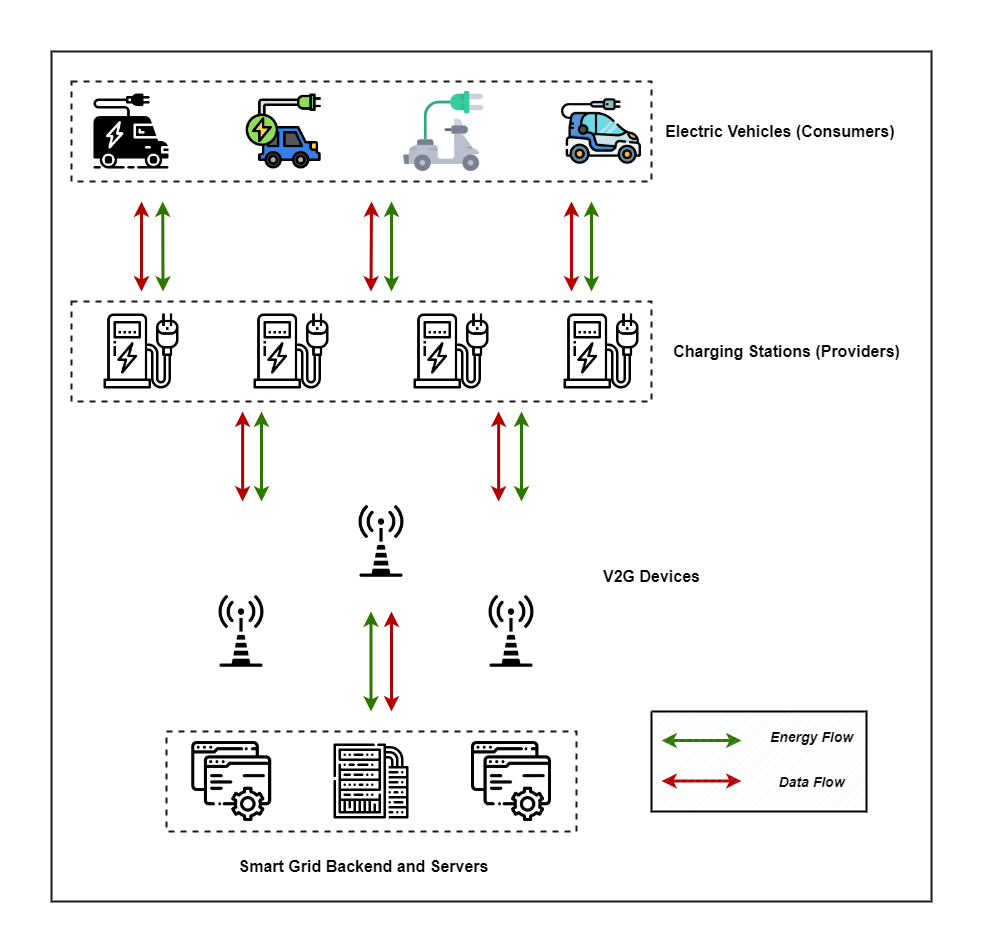 Electric Vehicles (Consumers)
Charging Stations (Providers)
V2G Devices
Energy Flow
Data Flow
Smart Grid Backend and Servers